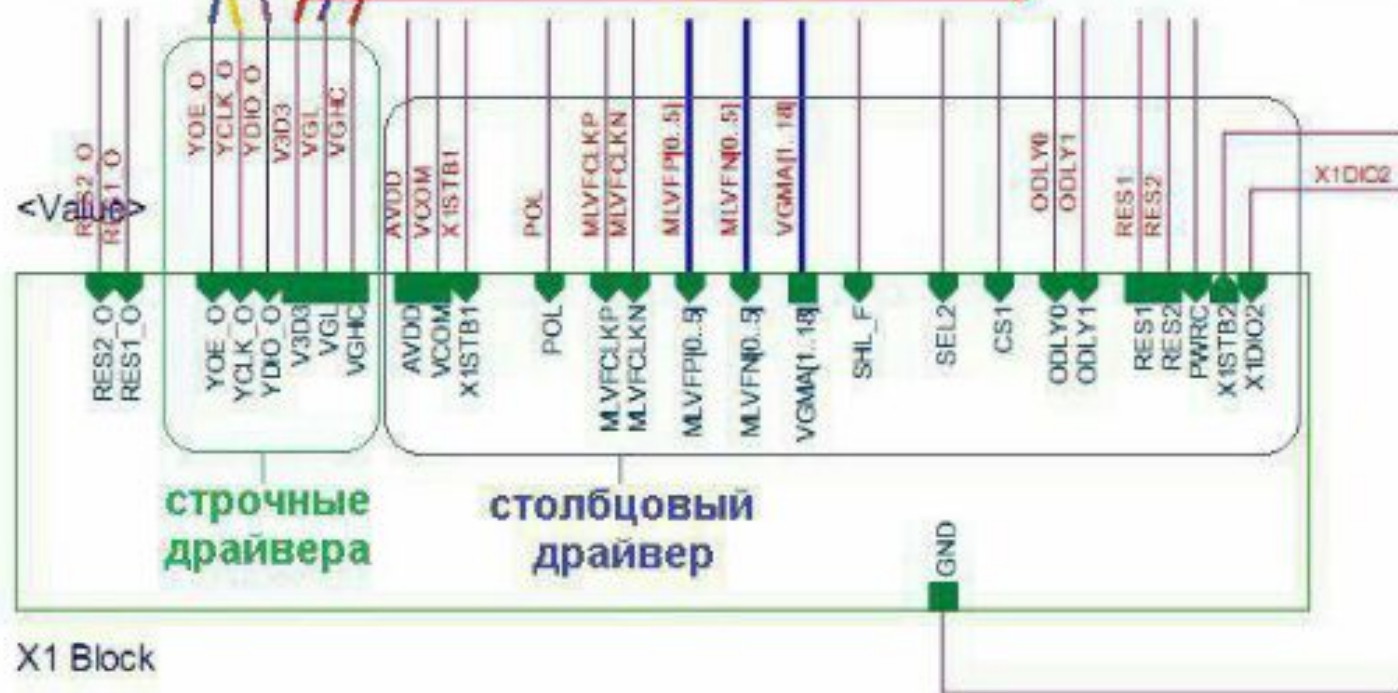 RES2_O
RES1_O
YOE_O
YCLK_O
YDIO_O
V3D3
VGL
VGHC
AVDD
VCOM
X1STB1
POL
MLVFCLKP
MLVFCLKN
MLVFP[0..5]
MLVFN[0..5]
VGMA[1..18]
ODLY0
ODLY1
RES1
RES2
X1DIO2
<Value>
RES2_O
RES1_O
YOE_O
YCLK_O
YDIO_O
V3D3
VGL
VGHC
AVDD
VCOM
X1STB1
POL
MLVFCLKP
MLVFCLKN
MLVFP[0..5]
MLVFN[0..5]
VGMA[1..18]
SHL_F
SEL2
CS1
ODLY0
ODLY1
RES1
RES2
PWRC
X1STB2
X1DIO2
строчные
драйвера
столбцовый
драйвер
GND
X1 Block